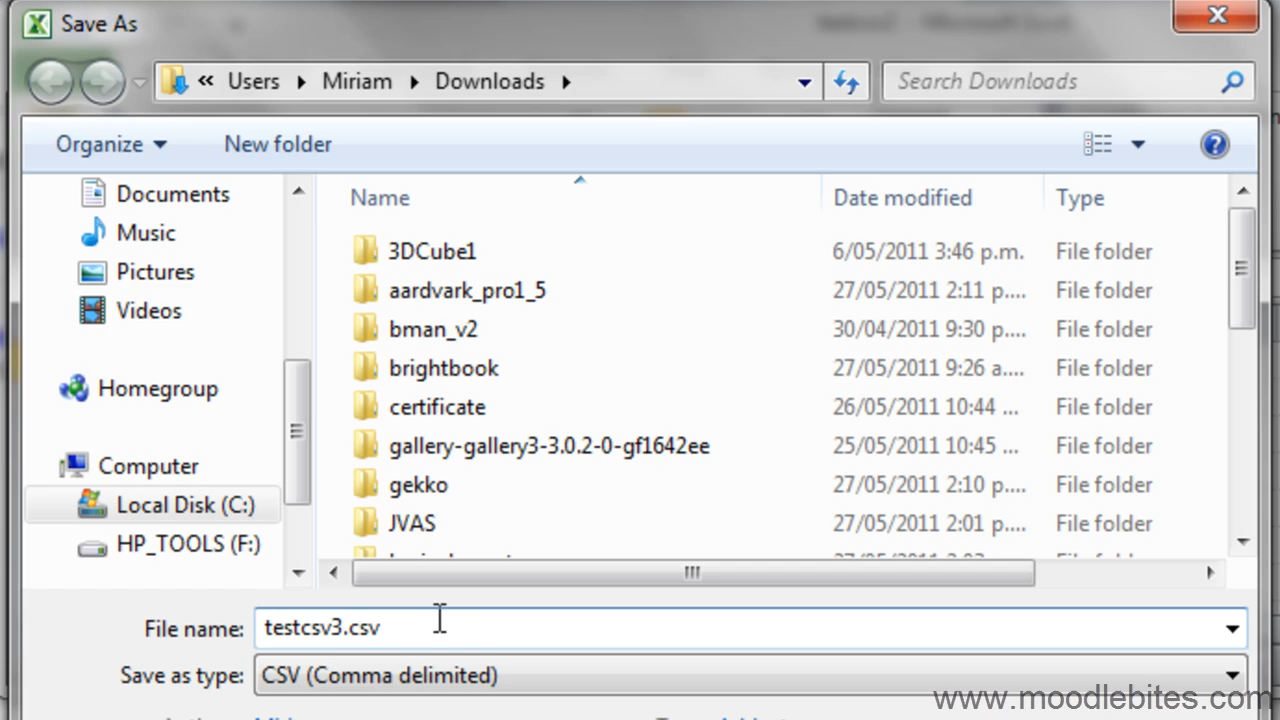 Save As
« Users Miriam Downloads
Search Downloads
Organize New folder
Name Date modified Type
Documents
Music
Pictures
Videos
Homegroup
Computer
Local Disk (C:)
HP_TOOLS (F:)
3DCube1 6/05/2011 3:46 p.m. File folder
aardvark_pro1_5 27/05/2011 2:11 p.... File folder
bman_v2 30/04/2011 9:30 p.... File folder
brightbook 27/05/2011 9:26 a.... File folder
certificate 26/05/2011 10:44 ... File folder
gallery-gallery3-3.0.2-0-gf1642ee 25/05/2011 10:45 ... File folder
gekko 27/05/2011 2:10 p.... File folder
JVAS 27/05/2011 2:01 p.... File folder
File name: testcsv3.csv
Save as type: CSV (Comma delimited)
www.moodlebites.com